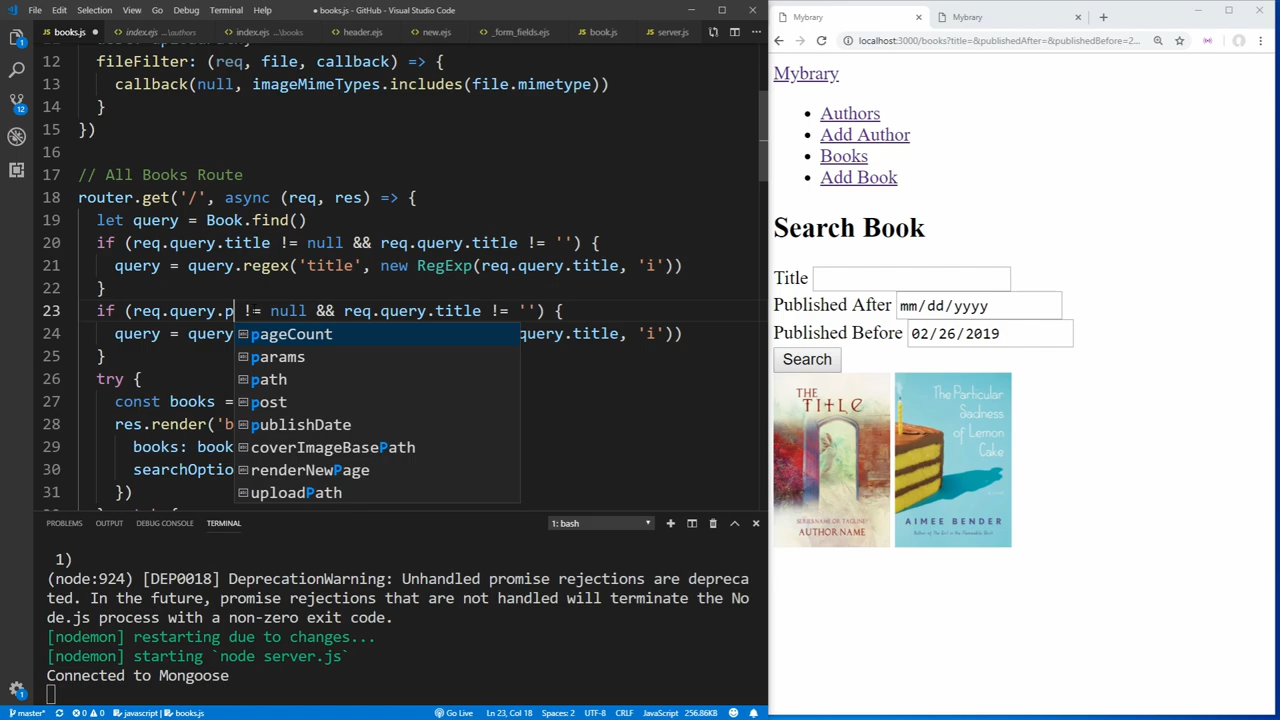 File Edit Selection View Go Debug Terminal Help
● books.js - GitHub - Visual Studio Code
books.js ●
index.ejs ...\authors
index.ejs ...\books
header.ejs
new.ejs
_form_fields.ejs
book.js
server.js
12 fileFilter: (req, file, callback) => {
13 callback(null, imageMimeTypes.includes(file.mimetype))
14 }
15 })
16
17 // All Books Route
18 router.get('/', async (req, res) => {
19 let query = Book.find()
20 if (req.query.title != null && req.query.title != '') {
21 query = query.regex('title', new RegExp(req.query.title, 'i'))
22 }
23 if (req.query.p != null && req.query.title != '') {
24 query = quer query.title, 'i'))
25 }
26 try {
27 const books =
28 res.render('b
29 books: book
30 searchOptio
31 })
pageCount
params
path
post
publishDate
coverImageBasePath
renderNewPage
uploadPath
PROBLEMS OUTPUT DEBUG CONSOLE TERMINAL
1: bash
1)
(node:924) [DEP0018] DeprecationWarning: Unhandled promise rejections are depreca
ted. In the future, promise rejections that are not handled will terminate the No
de.js process with a non-zero exit code.
[nodemon] restarting due to changes...
[nodemon] starting `node server.js`
Connected to Mongoose
master* 0 0 javascript | books.js Go Live Ln 23, Col 18 Spaces: 2 UTF-8 CRLF JavaScript 256.86KB
Mybrary
Mybrary
localhost:3000/books?title=&publishedAfter=&publishedBefore=2...
Mybrary
Authors
Add Author
Books
Add Book
Search Book
Title
Published After mm/dd/yyyy
Published Before 02/26/2019
Search
THE
TITLE
AUTHOR NAME
The Particular
Sadness
of Lemon
Cake
AIMEE BENDER